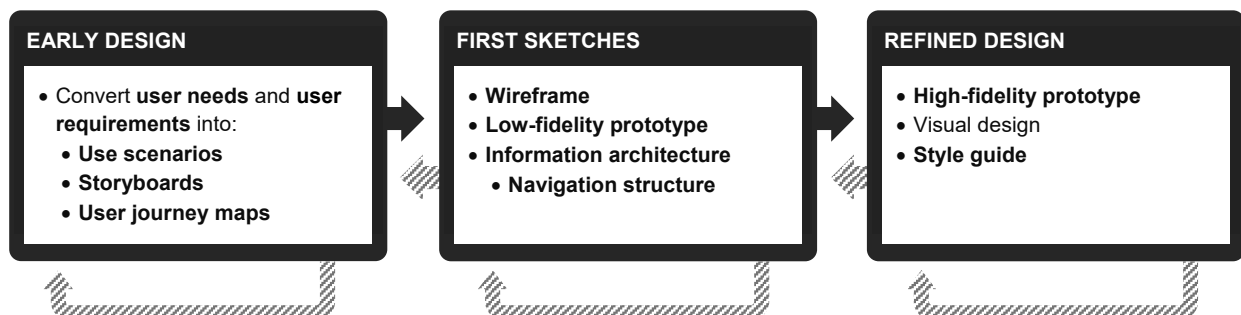 EARLY DESIGN
• Convert user needs and user
requirements into:
• Use scenarios
• Storyboards
• User journey maps
FIRST SKETCHES
• Wireframe
• Low-fidelity prototype
• Information architecture
• Navigation structure
REFINED DESIGN
• High-fidelity prototype
• Visual design
• Style guide